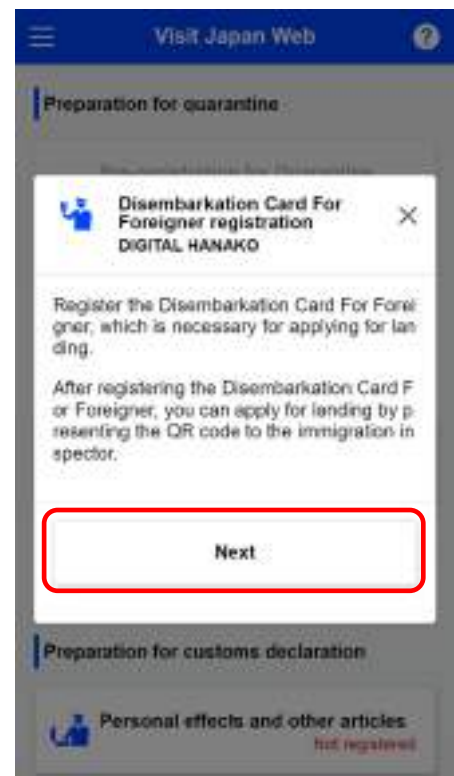 Visit Japan Web
?
Preparation for quarantine
Disembarkation Card For
Foreigner registration
DIGITAL HANAKO
Register the Disembarkation Card For Forei
gner, which is necessary for applying for lan
ding.
After registering the Disembarkation Card F
or Foreigner, you can apply for landing by p
resenting the QR code to the immigration in
spector.
Next
Preparation for customs declaration
Personal effects and other articles
Not registered